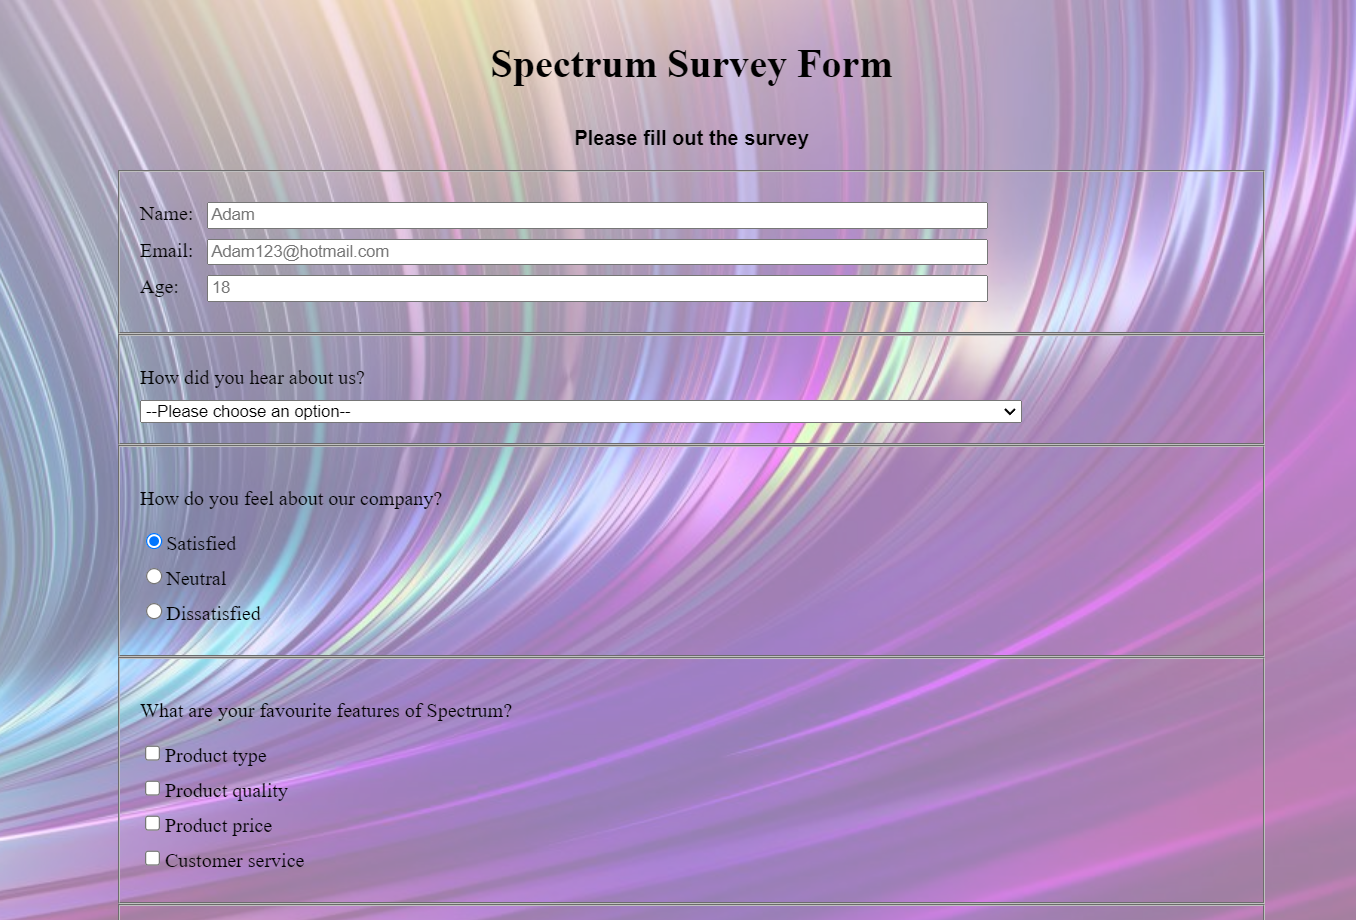 Spectrum Survey Form
Please fill out the survey
Name: Adam
Email: Adam123@hotmail.com
Age: 18
How did you hear about us?
--Please choose an option--
How do you feel about our company?
Satisfied
Neutral
Dissatisfied
What are your favourite features of Spectrum?
Product type
Product quality
Product price
Customer service